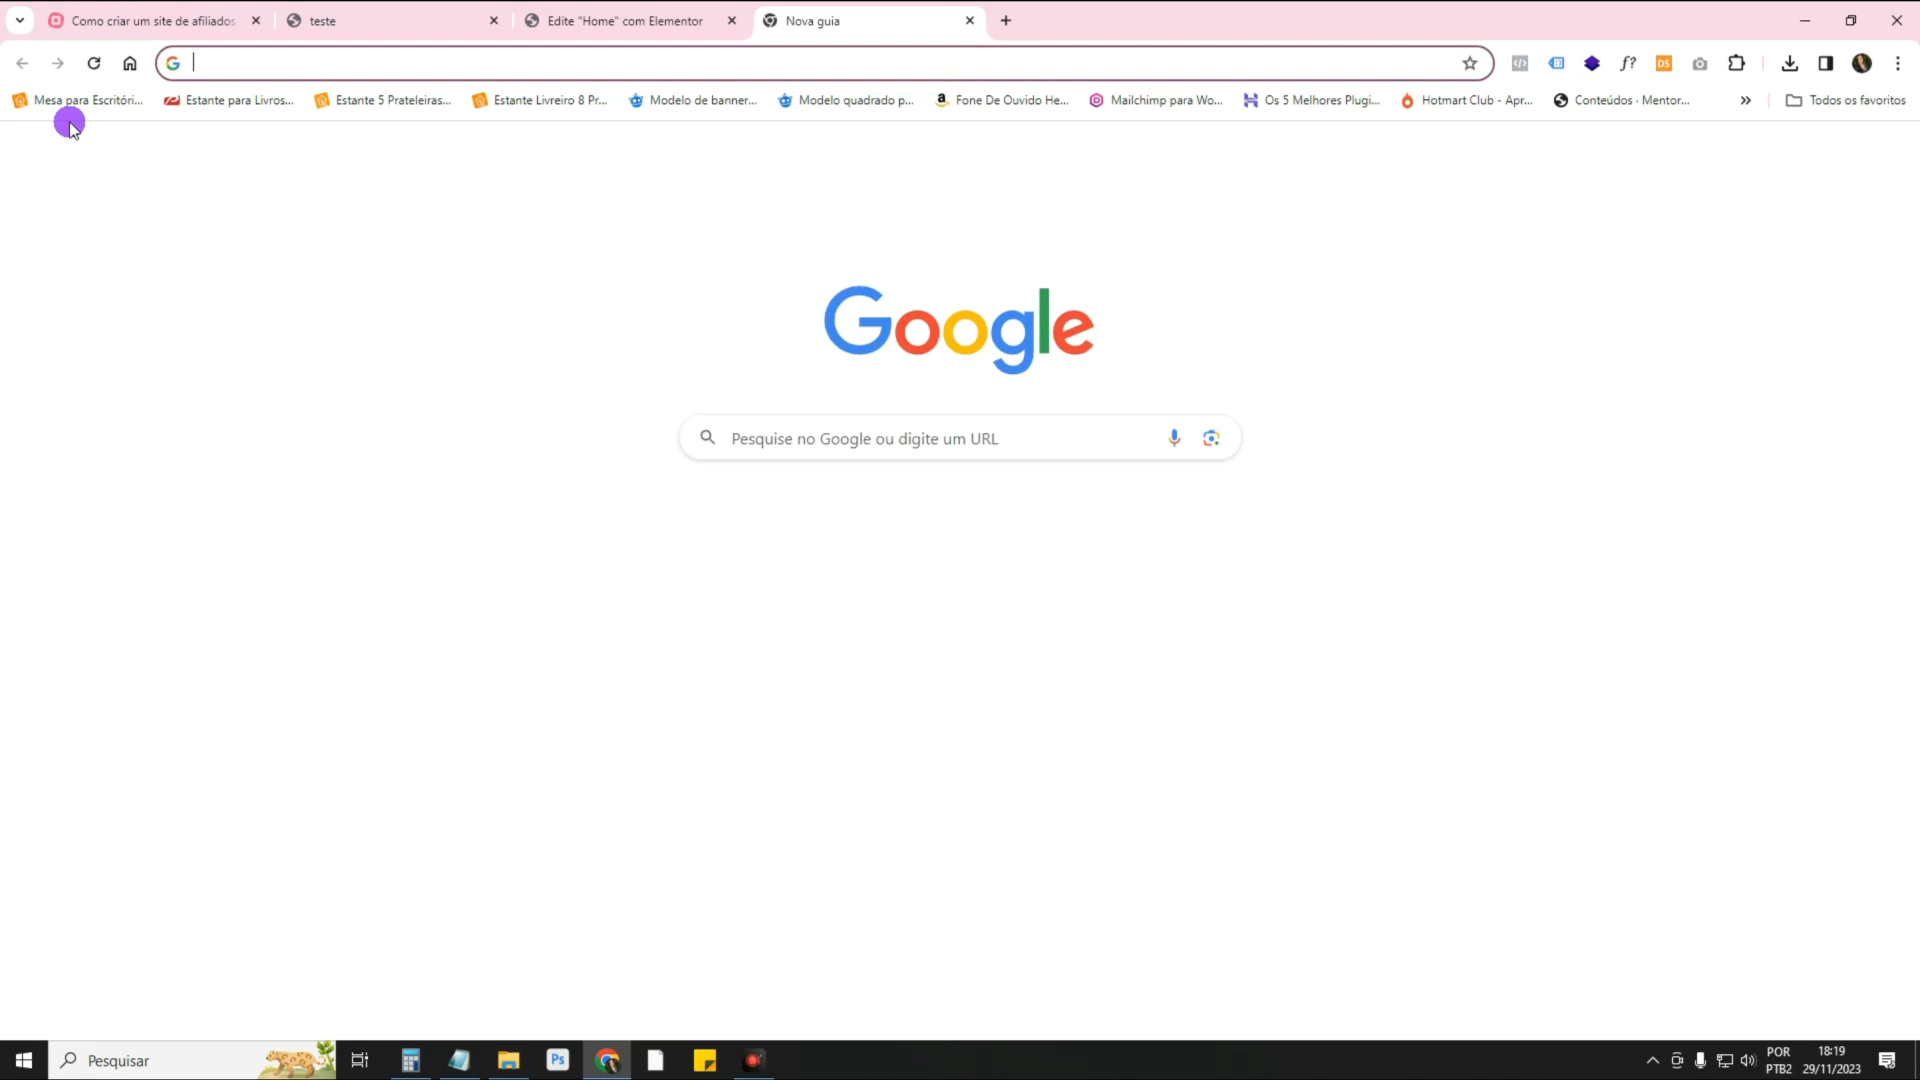 Como criar um site de afiliados
teste
Edite "Home" com Elementor
Nova guia
Mesa para Escritóri...
Estante para Livros...
Estante 5 Prateleiras...
Estante Livreiro 8 Pr...
Modelo de banner...
Modelo quadrado p...
Fone De Ouvido He...
Mailchimp para Wo...
Os 5 Melhores Plugi...
Hotmart Club - Apr...
Conteúdos · Mentor...
Todos os favoritos
f?
DS
Google
Pesquise no Google ou digite um URL
Pesquisar
Ps
POR
PTB2
18:19
29/11/2023